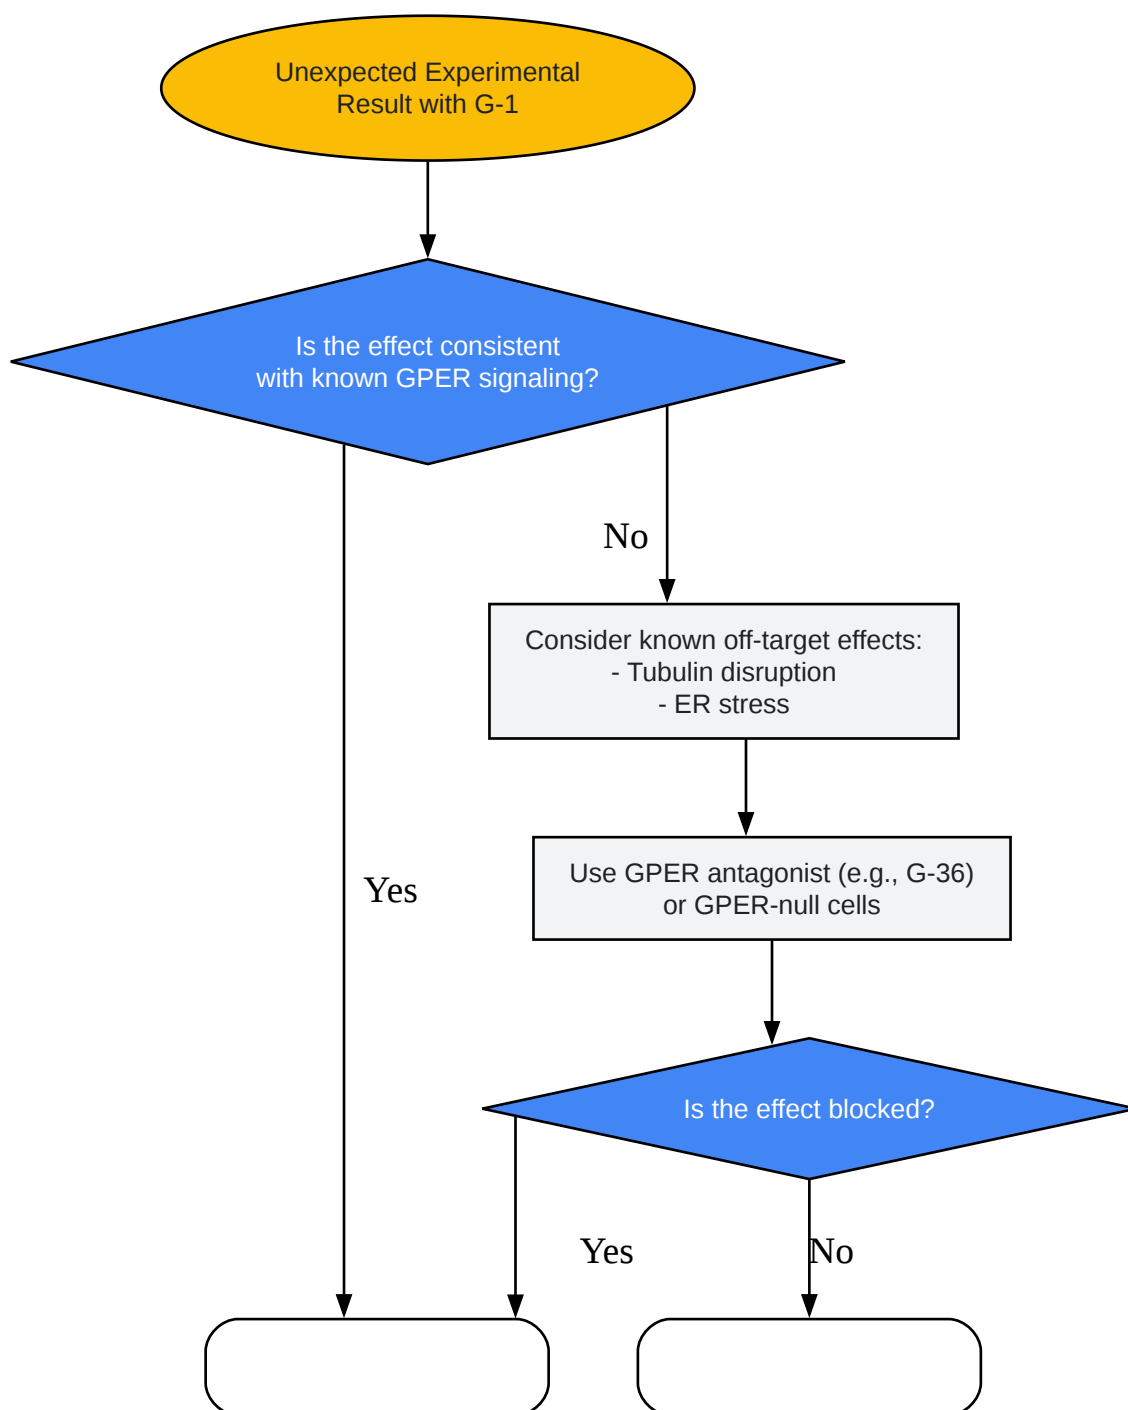 Unexpected Experimental
Result with G-1
Is the effect consistent
with known GPER signaling?
No
Consider known off-target effects:
- Tubulin disruption
- ER stress
Use GPER antagonist (e.g., G-36)
or GPER-null cells
Yes
Is the effect blocked?
Yes
No